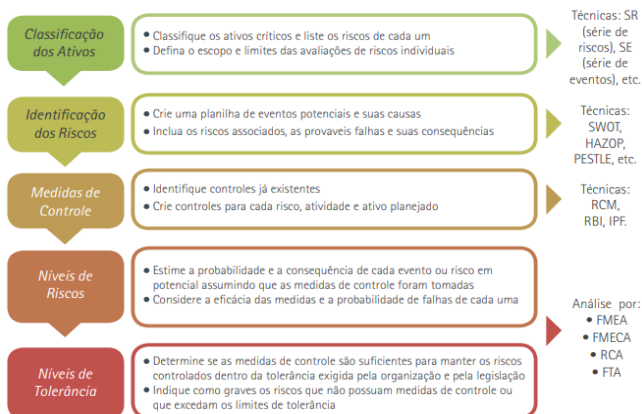 Classificação
dos Ativos
• Classifique os ativos críticos e liste os riscos de cada um
• Defina o escopo e limites das avaliações de riscos individuais
Técnicas: SR
(série de
riscos), SE
(série de
eventos), etc.
Identificação
dos Riscos
• Crie uma planilha de eventos potenciais e suas causas
• Inclua os riscos associados, as provaveis falhas e suas consequências
Técnicas:
SWOT,
HAZOP,
PESTLE, etc.
Medidas de
Controle
• Identifique controles já existentes
• Crie controles para cada risco, atividade e ativo planejado
Técnicas:
RCM,
RBI, IPF.
Níveis de
Riscos
• Estime a probabilidade e a consequência de cada evento ou risco em
potencial assumindo que as medidas de controle foram tomadas
• Considere a eficácia das medidas e a probabilidade de falhas de cada uma
Níveis de
Tolerância
• Determine se as medidas de controle são suficientes para manter os riscos
controlados dentro da tolerância exigida pela organização e pela legislação
• Indique como graves os riscos que não possuam medidas de controle ou
que excedam os limites de tolerância
Análise por:
• FMEA
• FMECA
• RCA
• FTA